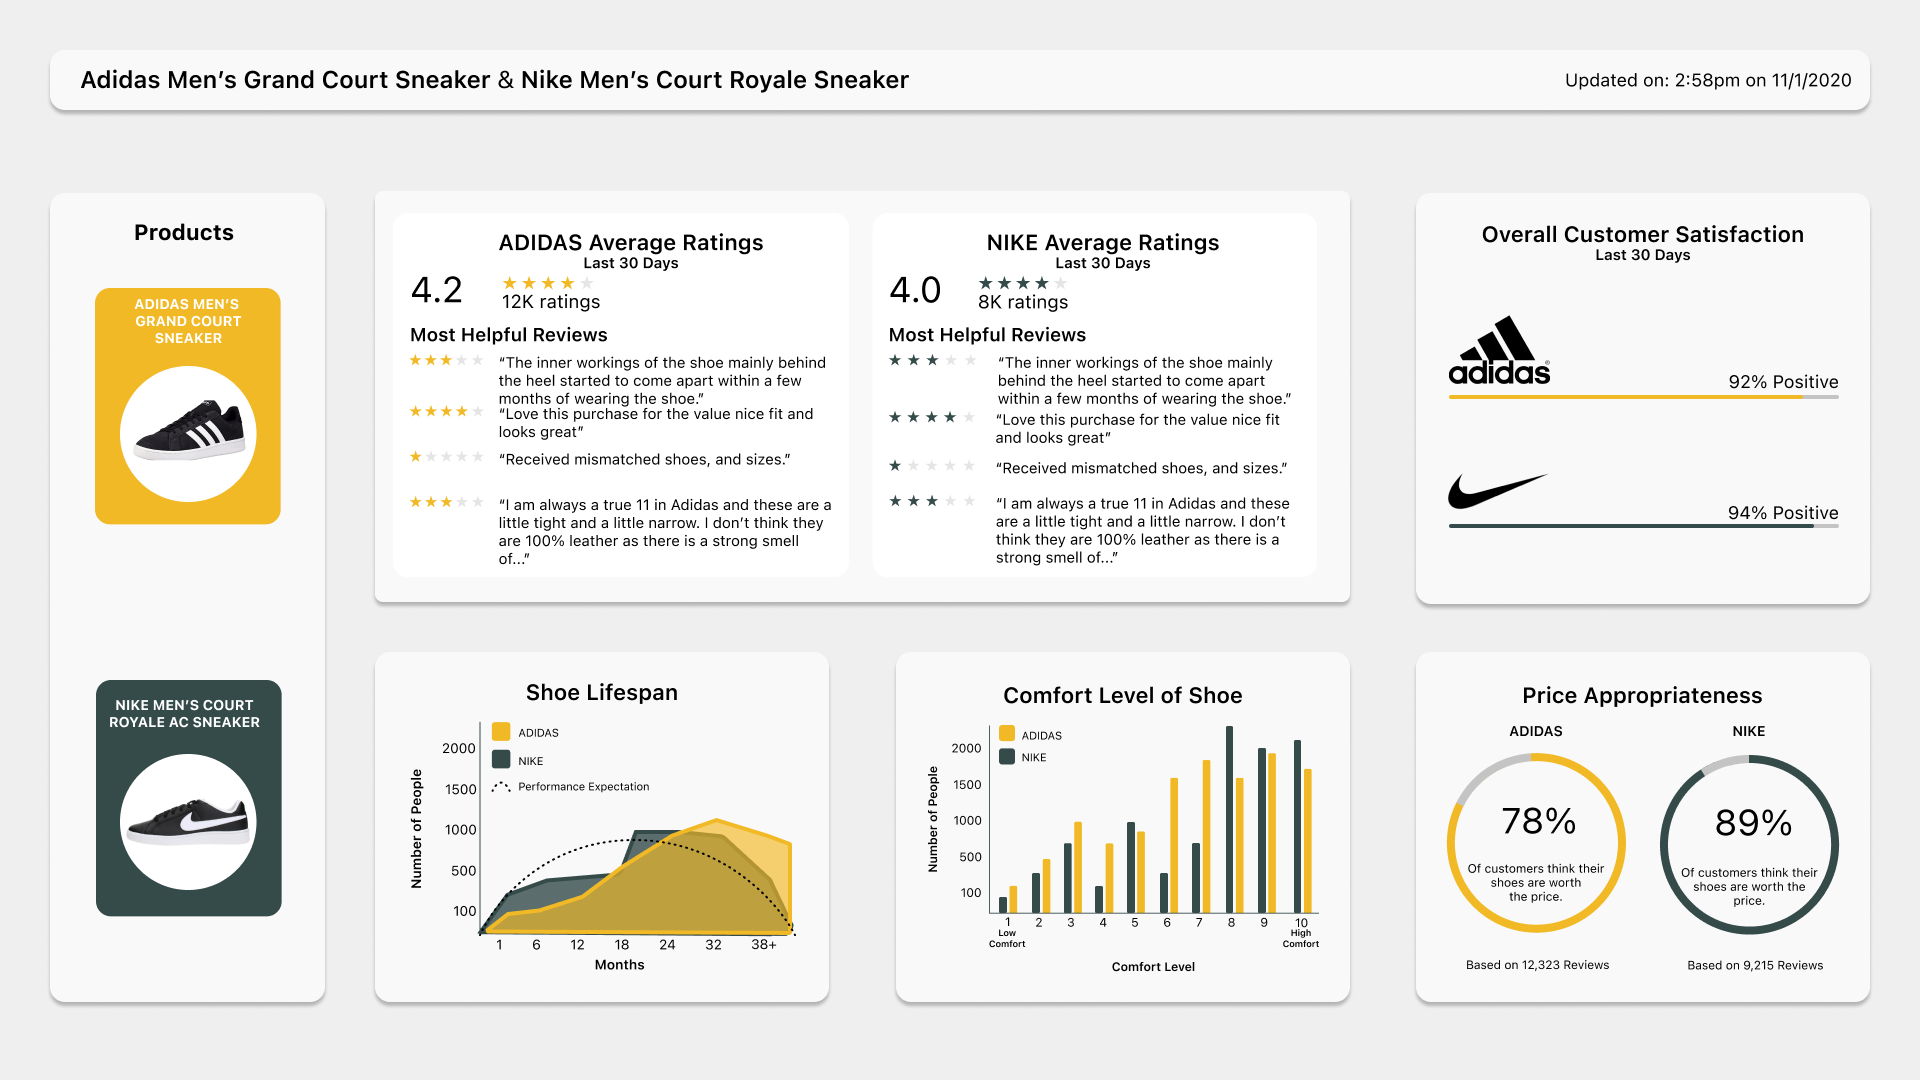 Adidas Men’s Grand Court Sneaker & Nike Men’s Court Royale Sneaker
Updated on: 2:58pm on 11/1/2020
Products
ADIDAS MEN’S
GRAND COURT
SNEAKER
NIKE MEN’S COURT
ROYALE AC SNEAKER
ADIDAS Average Ratings
Last 30 Days
4.2
12K ratings
Most Helpful Reviews
“The inner workings of the shoe mainly behind
the heel started to come apart within a few
months of wearing the shoe.”
“Love this purchase for the value nice fit and
looks great”
“Received mismatched shoes, and sizes.”
“I am always a true 11 in Adidas and these are a
little tight and a little narrow. I don’t think they
are 100% leather as there is a strong smell
of...”
NIKE Average Ratings
Last 30 Days
4.0
8K ratings
Most Helpful Reviews
“The inner workings of the shoe mainly
behind the heel started to come apart
within a few months of wearing the shoe.”
“Love this purchase for the value nice fit
and looks great”
“Received mismatched shoes, and sizes.”
“I am always a true 11 in Adidas and these
are a little tight and a little narrow. I don’t
think they are 100% leather as there is a
strong smell of...”
Overall Customer Satisfaction
Last 30 Days
adidas®
92% Positive
94% Positive
Shoe Lifespan
ADIDAS
NIKE
Performance Expectation
Number of People
2000
1500
1000
500
100
1 6 12 18 24 32 38+
Months
Comfort Level of Shoe
ADIDAS
NIKE
Number of People
2000
1500
1000
500
100
1 2 3 4 5 6 7 8 9 10
Low
Comfort
High
Comfort
Comfort Level
Price Appropriateness
ADIDAS
78%
Of customers think their
shoes are worth
the price.
Based on 12,323 Reviews
NIKE
89%
Of customers think their
shoes are worth the
price.
Based on 9,215 Reviews